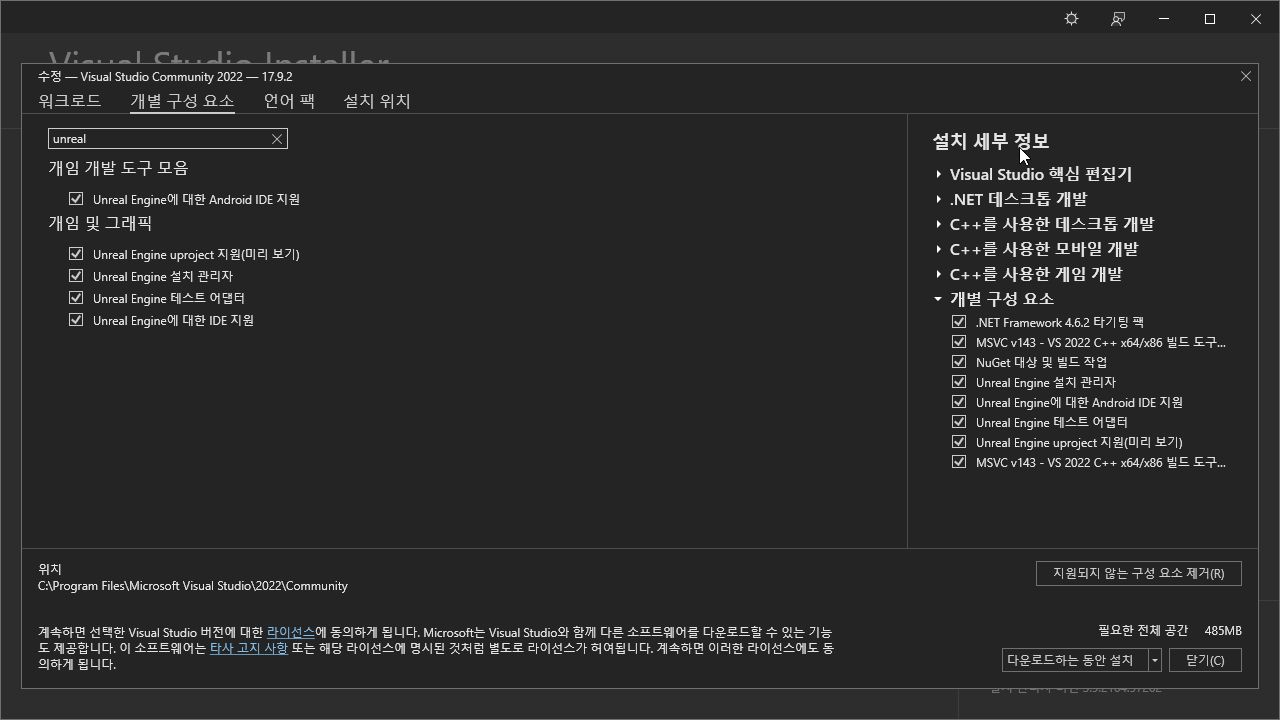 Visual Studio Installer
수정 — Visual Studio Community 2022 — 17.9.2
워크로드 개별 구성 요소 언어 팩 설치 위치
unreal
게임 개발 도구 모음
Unreal Engine에 대한 Android IDE 지원
게임 및 그래픽
Unreal Engine uproject 지원(미리 보기)
Unreal Engine 설치 관리자
Unreal Engine 테스트 어댑터
Unreal Engine에 대한 IDE 지원
설치 세부 정보
Visual Studio 핵심 편집기
.NET 데스크톱 개발
C++를 사용한 데스크톱 개발
C++를 사용한 모바일 개발
C++를 사용한 게임 개발
개별 구성 요소
.NET Framework 4.6.2 타기팅 팩
MSVC v143 - VS 2022 C++ x64/x86 빌드 도구...
NuGet 대상 및 빌드 작업
Unreal Engine 설치 관리자
Unreal Engine에 대한 Android IDE 지원
Unreal Engine 테스트 어댑터
Unreal Engine uproject 지원(미리 보기)
MSVC v143 - VS 2022 C++ x64/x86 빌드 도구...
위치
C:\Program Files\Microsoft Visual Studio\2022\Community
지원되지 않는 구성 요소 제거(R)
계속하면 선택한 Visual Studio 버전에 대한 라이선스에 동의하게 됩니다. Microsoft는 Visual Studio와 함께 다른 소프트웨어를 다운로드할 수 있는 기능
도 제공합니다. 이 소프트웨어는 타사 고지 사항 또는 해당 라이선스에 명시된 것처럼 별도로 라이선스가 허여됩니다. 계속하면 이러한 라이선스에도 동
의하게 됩니다.
필요한 전체 공간 485MB
다운로드하는 동안 설치 닫기(C)